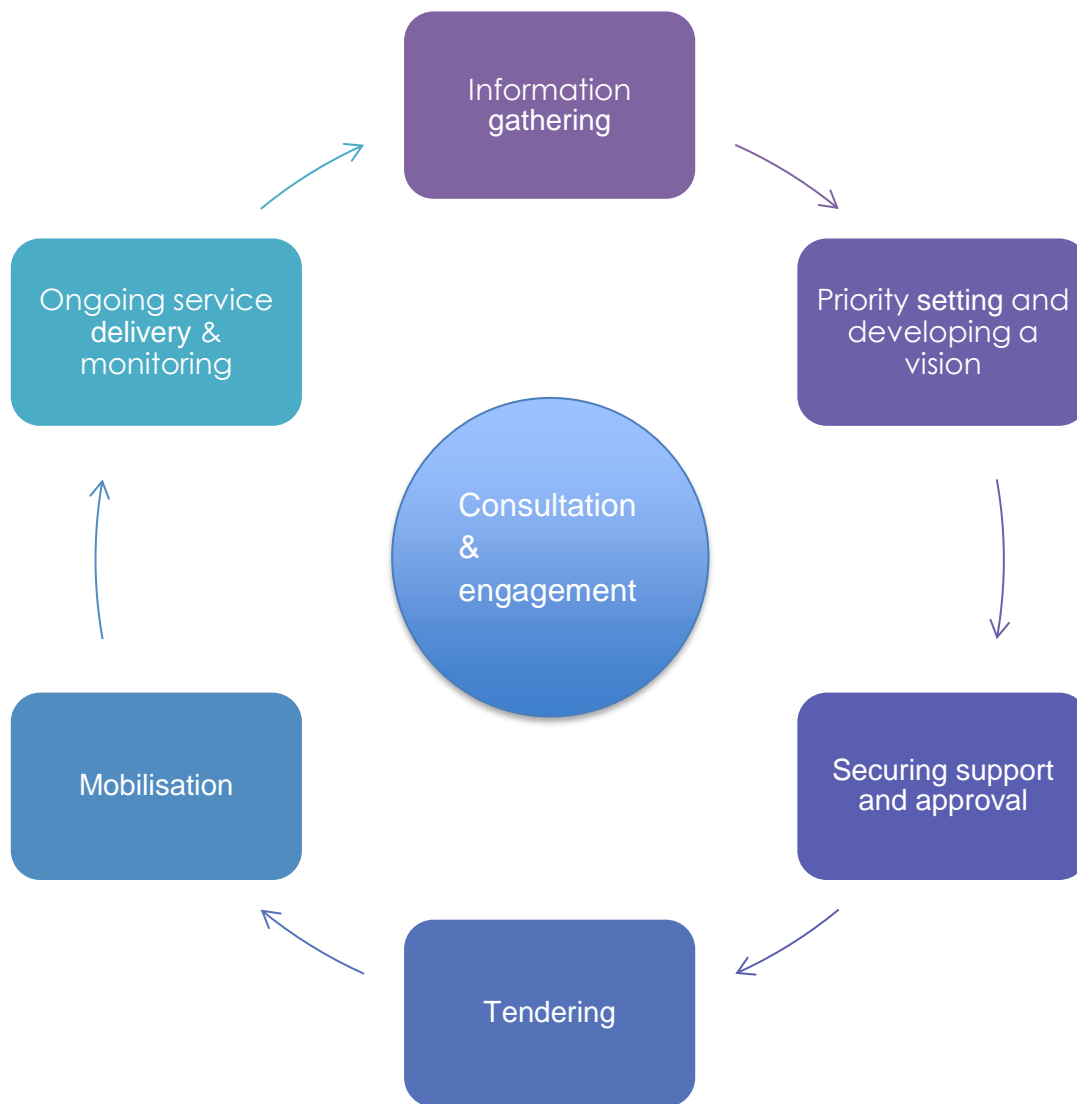 Information
gathering
Priority setting and
developing a
vision
Securing support
and approval
Tendering
Mobilisation
Ongoing service
delivery &
monitoring
Consultation
&
engagement